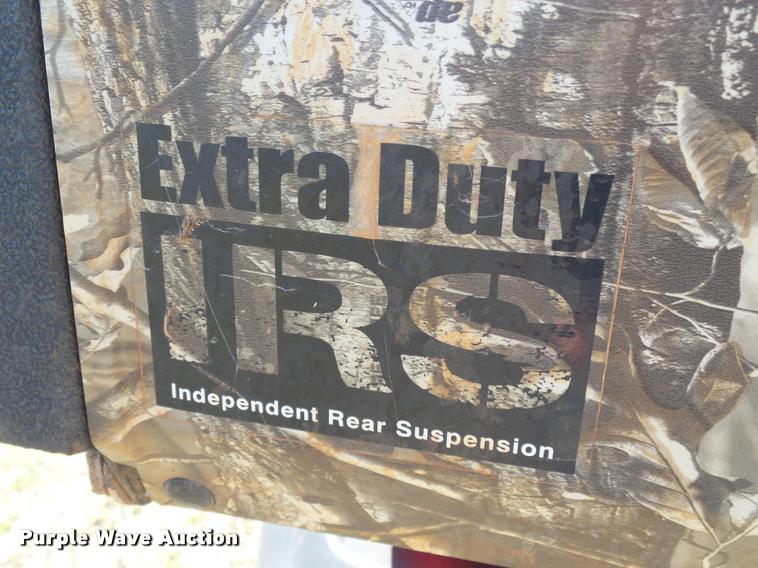 Extra Duty
IRS
Independent Rear Suspension
Purple Wave Auction